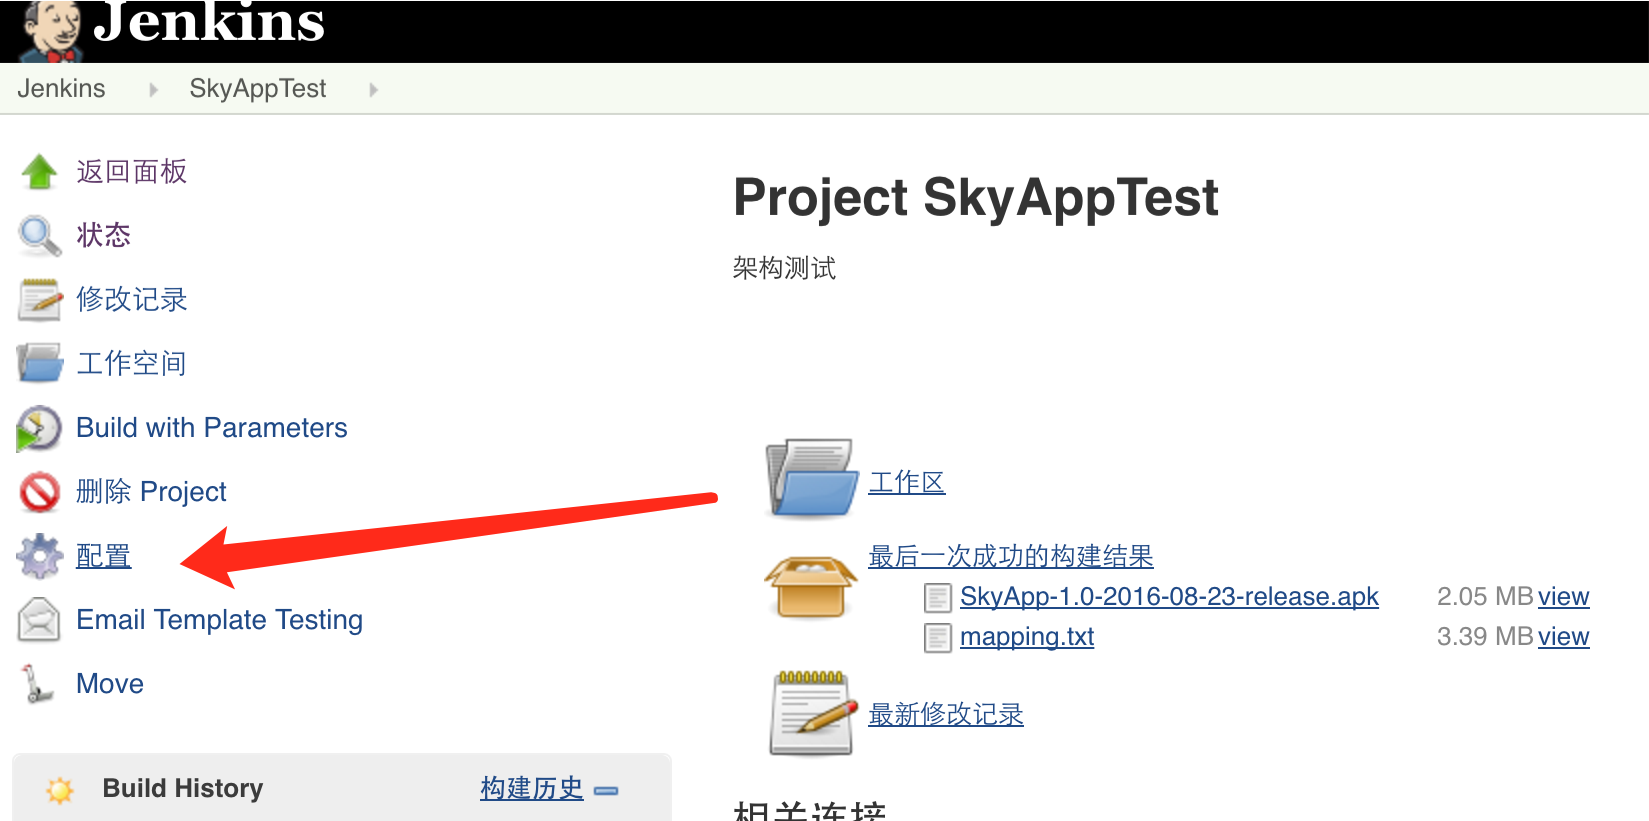 Jenkins
Jenkins SkyAppTest
返回面板
状态
修改记录
工作空间
Build with Parameters
删除 Project
配置
Email Template Testing
Move
Build History 构建历史
Project SkyAppTest
架构测试
工作区
最后一次成功的构建结果
SkyApp-1.0-2016-08-23-release.apk 2.05 MB view
mapping.txt 3.39 MB view
最新修改记录
相关连接